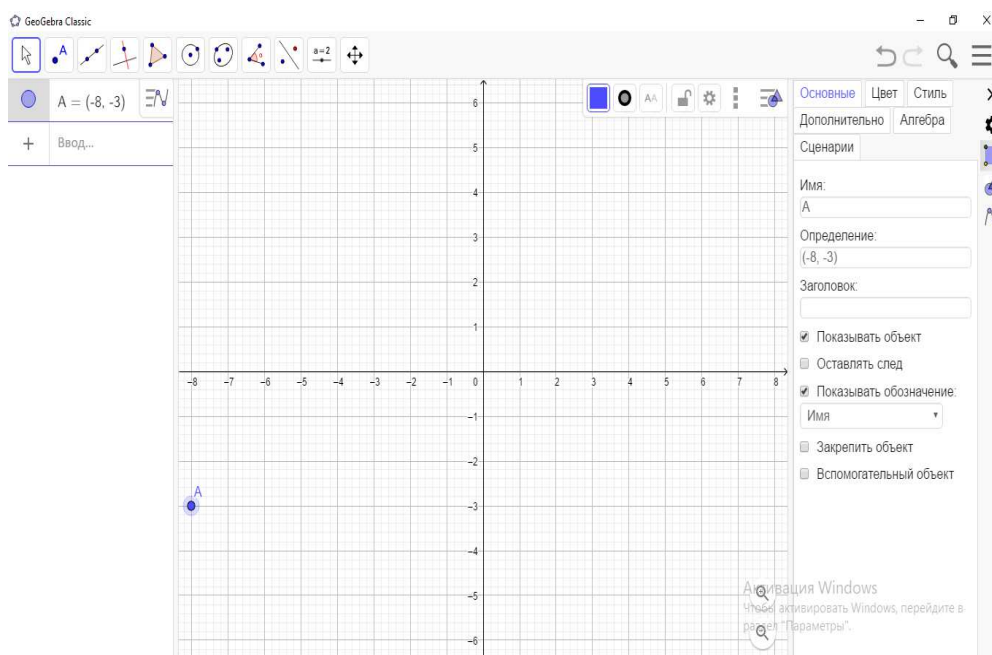 GeoGebra Classic
A
a=2
A = (-8, -3)
Ввод...
AA
6
5
4
3
2
1
−8 −7 −6 −5 −4 −3 −2 −1 0 1 2 3 4 5 6 7 8
−1
−2
A
−3
−4
−5
−6
Основные Цвет Стиль
Дополнительно Алгебра
Сценарии
Имя:
A
Определение:
(-8, -3)
Заголовок:
Показывать объект
Оставлять след
Показывать обозначение:
Имя
Закрепить объект
Вспомогательный объект
Активация Windows
Чтобы активировать Windows, перейдите в
раздел "Параметры".